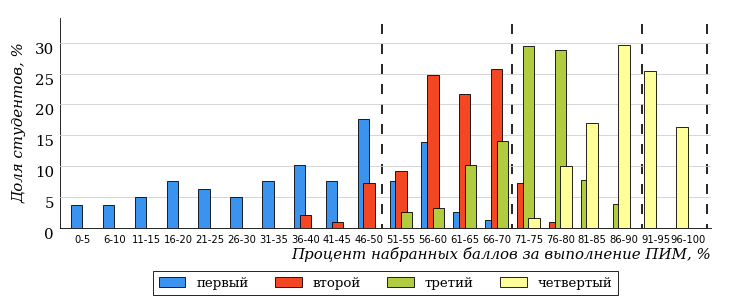 Доля студентов, %
30
25
20
15
10
5
0
0-5 6-10 11-15 16-20 21-25 26-30 31-35 36-40 41-45 46-50 51-55 56-60 61-65 66-70 71-75 76-80 81-85 86-90 91-95 96-100
Процент набранных баллов за выполнение ПИМ, %
первый второй третий четвертый